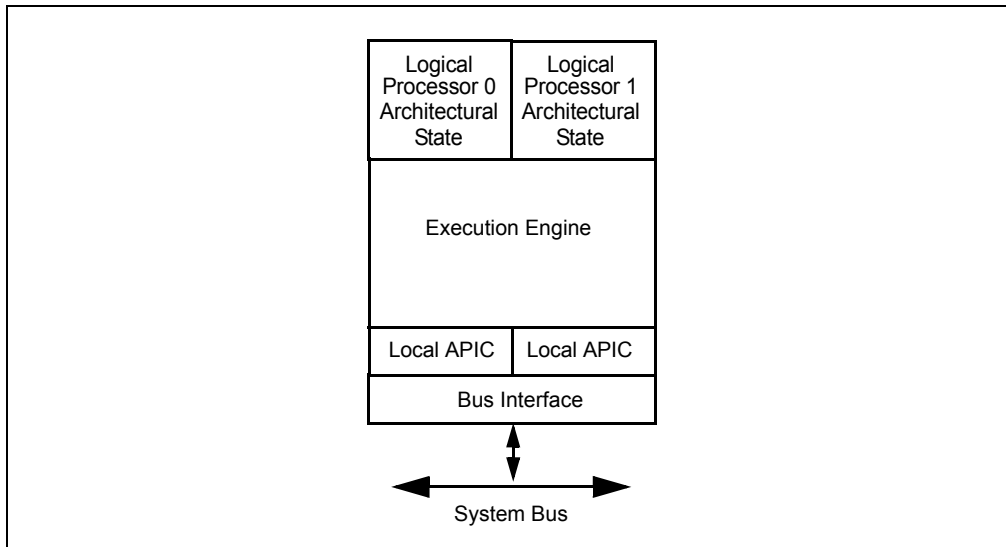 Logical
Processor 0
Architectural
State
Logical
Processor 1
Architectural
State
Execution Engine
Local APIC
Local APIC
Bus Interface
System Bus